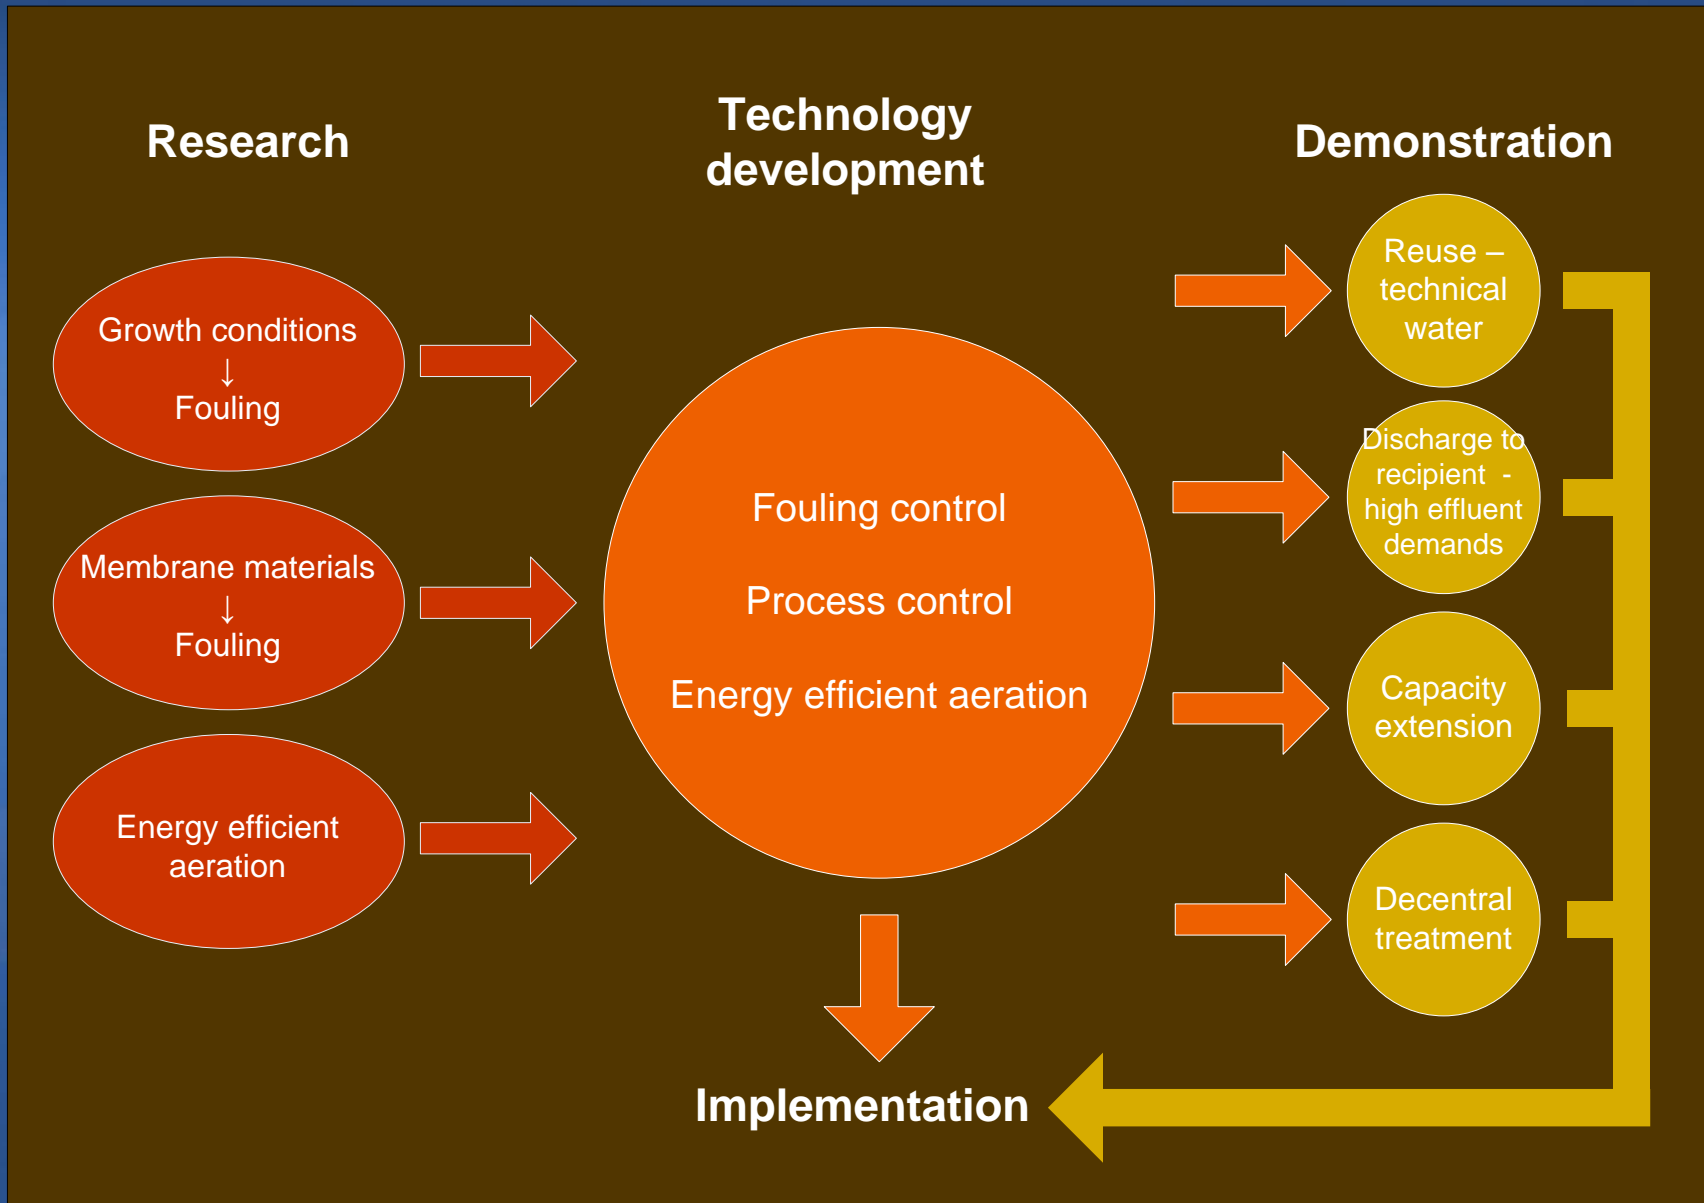 Research
Technology
development
Demonstration
Growth conditions
↓
Fouling
Membrane materials
↓
Fouling
Energy efficient
aeration
Fouling control
Process control
Energy efficient aeration
Reuse –
technical
water
Discharge to
recipient -
high effluent
demands
Capacity
extension
Decentral
treatment
Implementation